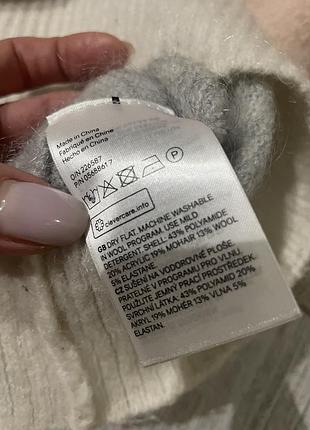 Made in China
Fabriqué en Chine
Hecho en China
O/N 226587
P/N 05688617
P
clevercare.info
GB DRY FLAT, MACHINE WASHABLE
IN WOOL PROGRAM. USE MILD
DETERGENT. SHELL: 43% POLYAMIDE
20% ACRYLIC 19% MOHAIR 13% WOOL
5% ELASTANE
CZ SUŠENÍ NA VODOROVNÉ PLOŠE
PRATELNÉ V PROGRAMU PRO VLNU.
POUŽIJTE JEMNÝ PRACÍ PROSTŘEDEK.
SVRCHNÍ LÁTKA. 43% POLYAMID 20%
AKRYL 19% MOHÉR 13% VLNA 5%
ELASTAN.